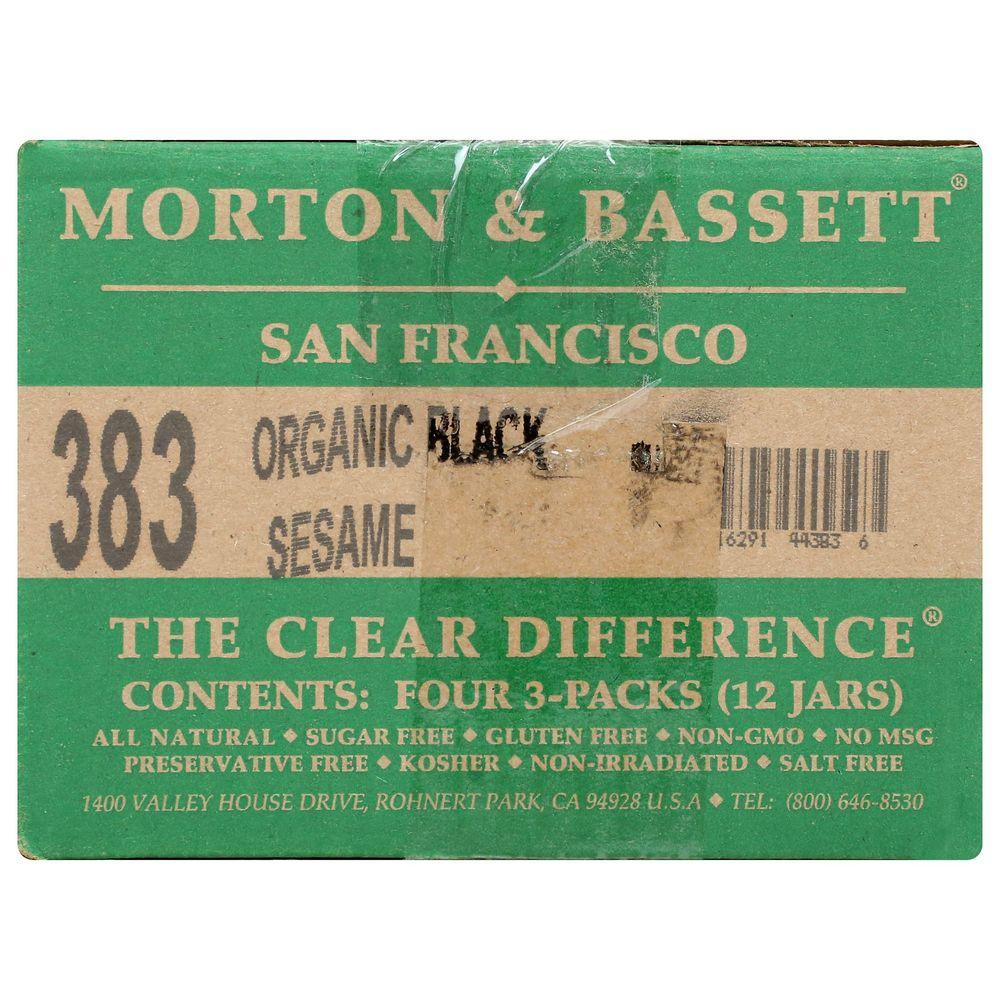 MORTON & BASSETT®
SAN FRANCISCO
383 ORGANIC BLACK
SESAME
6291 44383 6
THE CLEAR DIFFERENCE®
CONTENTS: FOUR 3-PACKS (12 JARS)
ALL NATURAL ◆ SUGAR FREE ◆ GLUTEN FREE ◆ NON-GMO ◆ NO MSG
PRESERVATIVE FREE ◆ KOSHER ◆ NON-IRRADIATED ◆ SALT FREE
1400 VALLEY HOUSE DRIVE, ROHNERT PARK, CA 94928 U.S.A ◆ TEL: (800) 646-8530